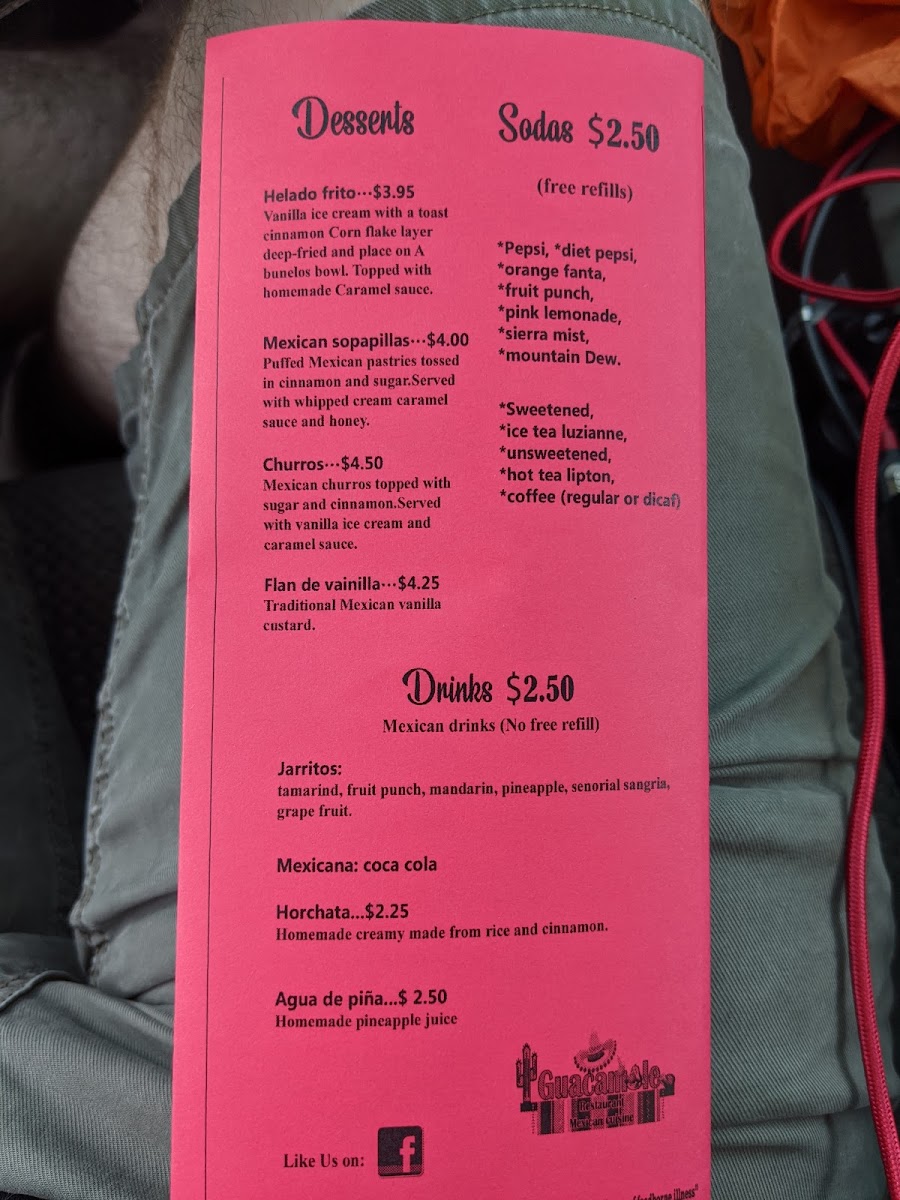 Desserts
Helado frito···$3.95
Vanilla ice cream with a toast
cinnamon Corn flake layer
deep-fried and place on A
bunelos bowl. Topped with
homemade Caramel sauce.
Mexican sopapillas···$4.00
Puffed Mexican pastries tossed
in cinnamon and sugar.Served
with whipped cream caramel
sauce and honey.
Churros···$4.50
Mexican churros topped with
sugar and cinnamon.Served
with vanilla ice cream and
caramel sauce.
Flan de vainilla···$4.25
Traditional Mexican vanilla
custard.
Sodas $2.50
(free refills)
*Pepsi, *diet pepsi,
*orange fanta,
*fruit punch,
*pink lemonade,
*sierra mist,
*mountain Dew.
*Sweetened,
*ice tea luzianne,
*unsweetened,
*hot tea lipton,
*coffee (regular or dicaf)
Drinks $2.50
Mexican drinks (No free refill)
Jarritos:
tamarind, fruit punch, mandarin, pineapple, senorial sangria,
grape fruit.
Mexicana: coca cola
Horchata...$2.25
Homemade creamy made from rice and cinnamon.
Agua de piña...$ 2.50
Homemade pineapple juice
Guacamole
Restaurant
Mexican cuisine
Like Us on: f
illness"